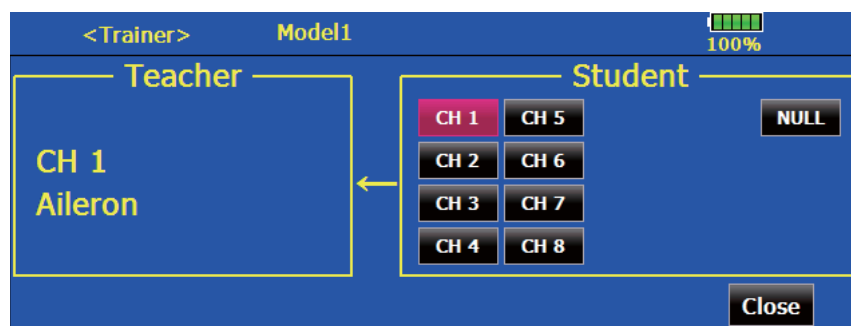 <Trainer> Model1 100%
Teacher
CH 1
Aileron
←
Student
CH 1 CH 5 NULL
CH 2 CH 6
CH 3 CH 7
CH 4 CH 8
Close